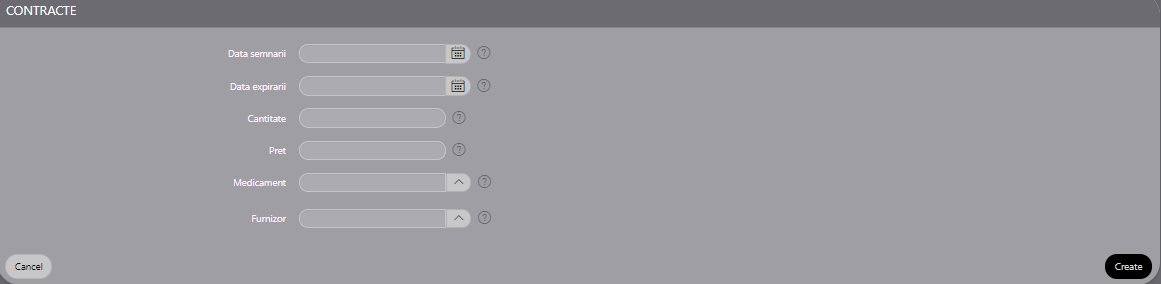 CONTRACTE
Data semnarii
Data expirarii
Cantitate
Pret
Medicament
Furnizor
Cancel
Create